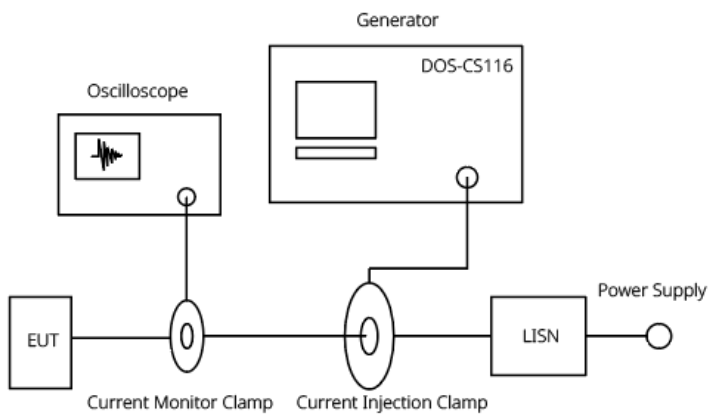 Generator
DOS-CS116
Oscilloscope
Power Supply
EUT
LISN
Current Monitor Clamp
Current Injection Clamp